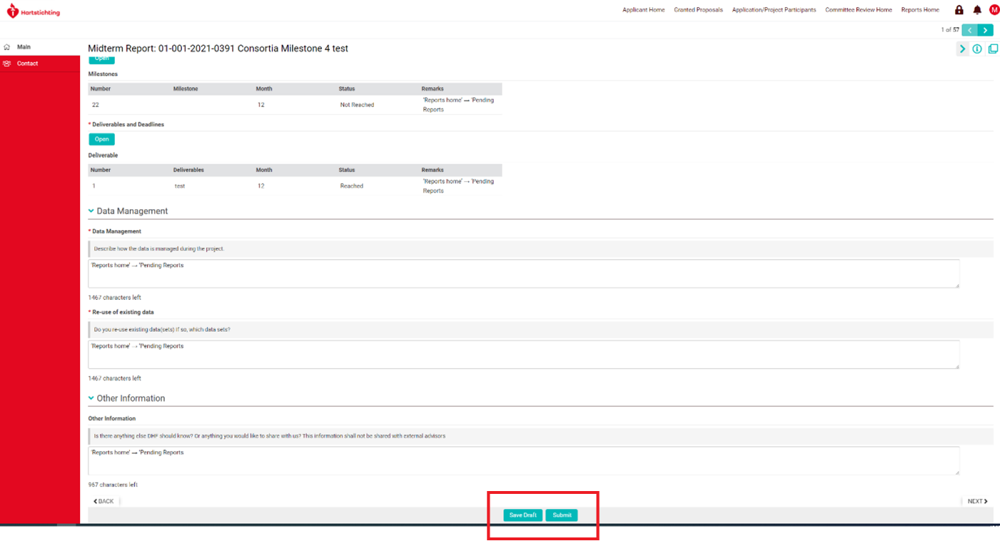 Hartstichting
Applicant Home Granted Proposals Application/Project Participants Committee Review Home Reports Home M
1 of 57
Main
Contact
Midterm Report: 01-001-2021-0391 Consortia Milestone 4 test
Open
Milestones
Number Milestone Month Status Remarks
22 12 Not Reached 'Reports home' → 'Pending
Reports
* Deliverables and Deadlines
Open
Deliverable
Number Deliverables Month Status Remarks
1 test 12 Reached 'Reports home' → 'Pending
Reports
Data Management
* Data Management
Describe how the data is managed during the project.
'Reports home' → 'Pending Reports
1467 characters left
* Re-use of existing data
Do you re-use existing data(sets) If so, which data sets?
'Reports home' → 'Pending Reports
1467 characters left
Other Information
Other Information
Is there anything else DHF should know? Or anything you would like to share with us? This information shall not be shared with external advisors
'Reports home' → 'Pending Reports
967 characters left
BACK NEXT
Save Draft Submit